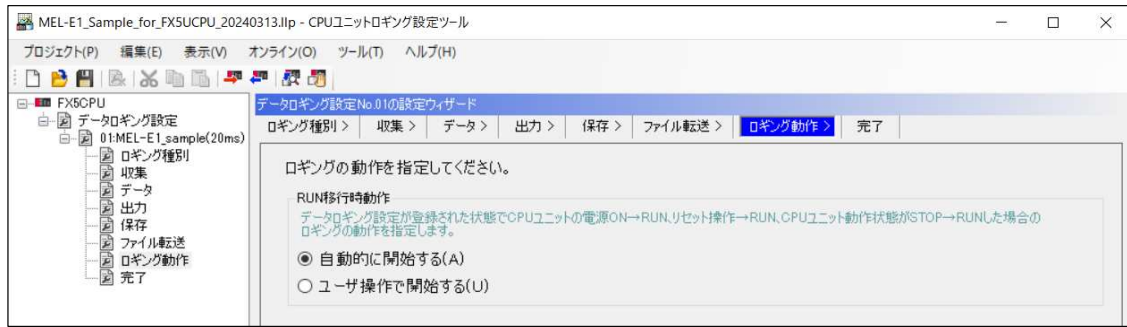 MEL-E1_Sample_for_FX5UCPU_20240313.llp - CPUユニットロギング設定ツール
プロジェクト(P) 編集(E) 表示(V) オンライン(O) ツール(T) ヘルプ(H)
FX5CPU
データロギング設定
01:MEL-E1_sample(20ms)
ロギング種別
収集
データ
出力
保存
ファイル転送
ロギング動作
完了
データロギング設定No.01の設定ウィザード
ロギング種別 > 収集 > データ > 出力 > 保存 > ファイル転送 > ロギング動作 > 完了
ロギングの動作を指定してください。
RUN移行時動作
データロギング設定が登録された状態でCPUユニットの電源ON→RUN、リセット操作→RUN、CPUユニット動作状態がSTOP→RUNした場合の
ロギングの動作を指定します。
自動的に開始する(A)
ユーザ操作で開始する(U)